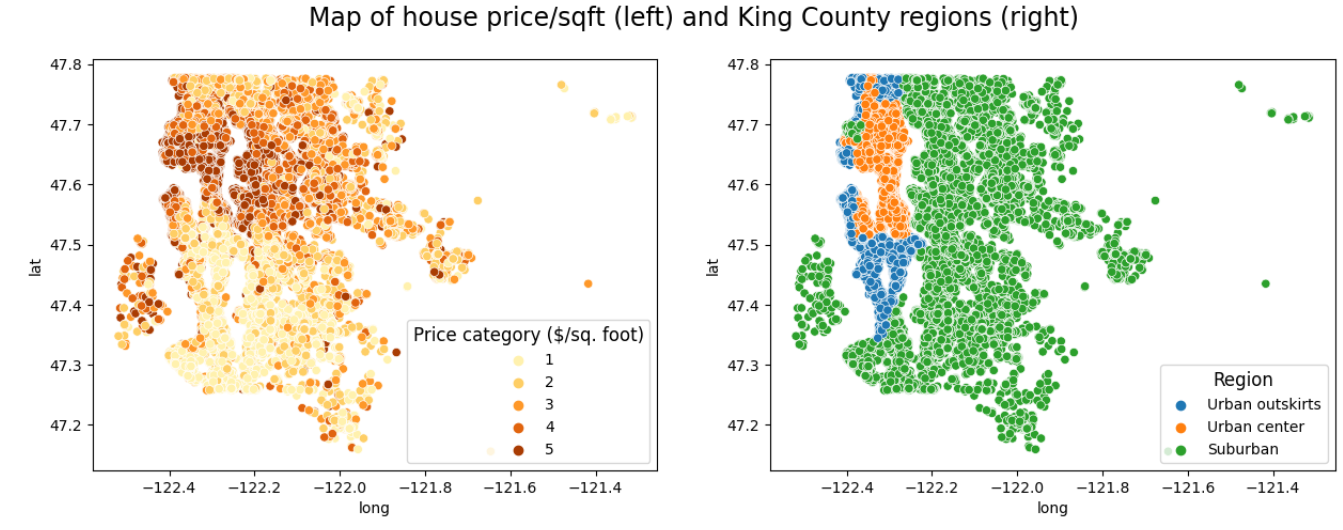 Map of house price/sqft (left) and King County regions (right)
47.8
47.7
47.6
47.5
47.4
47.3
47.2
lat
−122.4 −122.2 −122.0 −121.8 −121.6 −121.4
long
Price category ($/sq. foot)
1
2
3
4
5
47.8
47.7
47.6
47.5
47.4
47.3
47.2
lat
−122.4 −122.2 −122.0 −121.8 −121.6 −121.4
long
Region
Urban outskirts
Urban center
Suburban